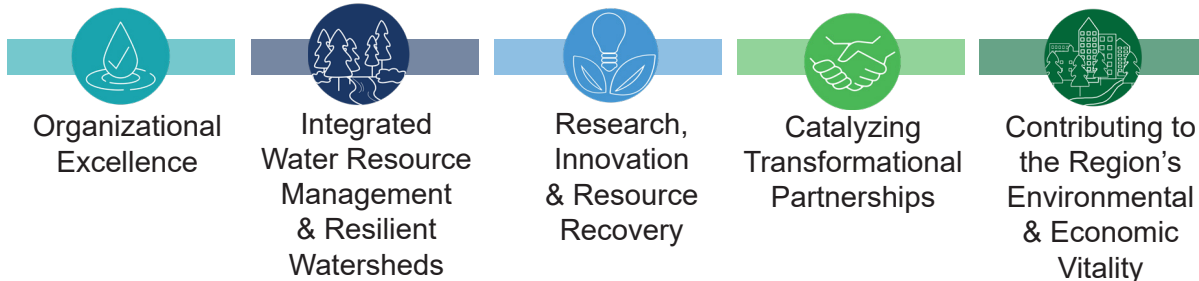 Organizational
Excellence
Integrated
Water Resource
Management
& Resilient
Watersheds
Research,
Innovation
& Resource
Recovery
Catalyzing
Transformational
Partnerships
Contributing to
the Region’s
Environmental
& Economic
Vitality